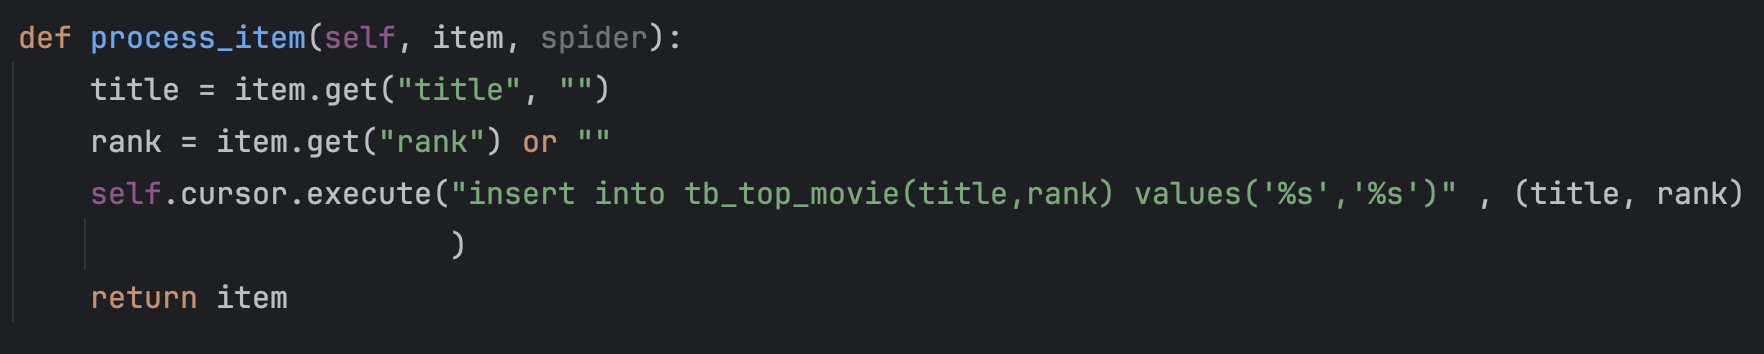 def process_item(self, item, spider):
    title = item.get("title", "")
    rank = item.get("rank") or ""
    self.cursor.execute("insert into tb_top_movie(title,rank) values('%s','%s')" , (title, rank)
                        )
    return item